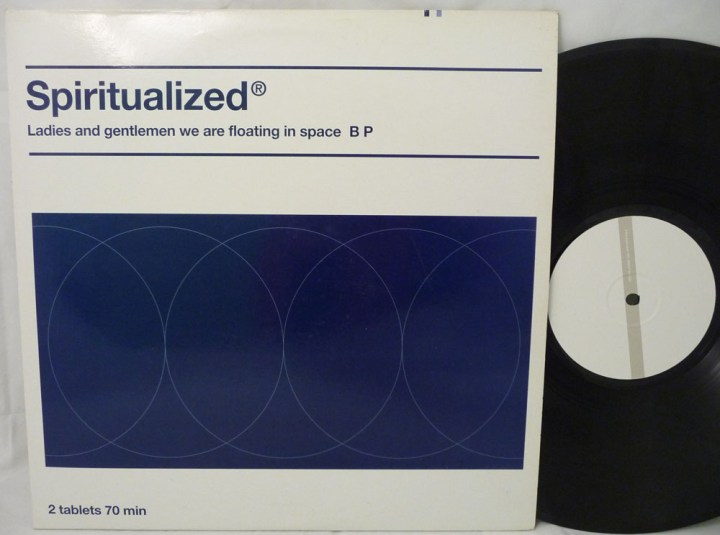 Spiritualized®
Ladies and gentlemen we are floating in space B P
2 tablets 70 min